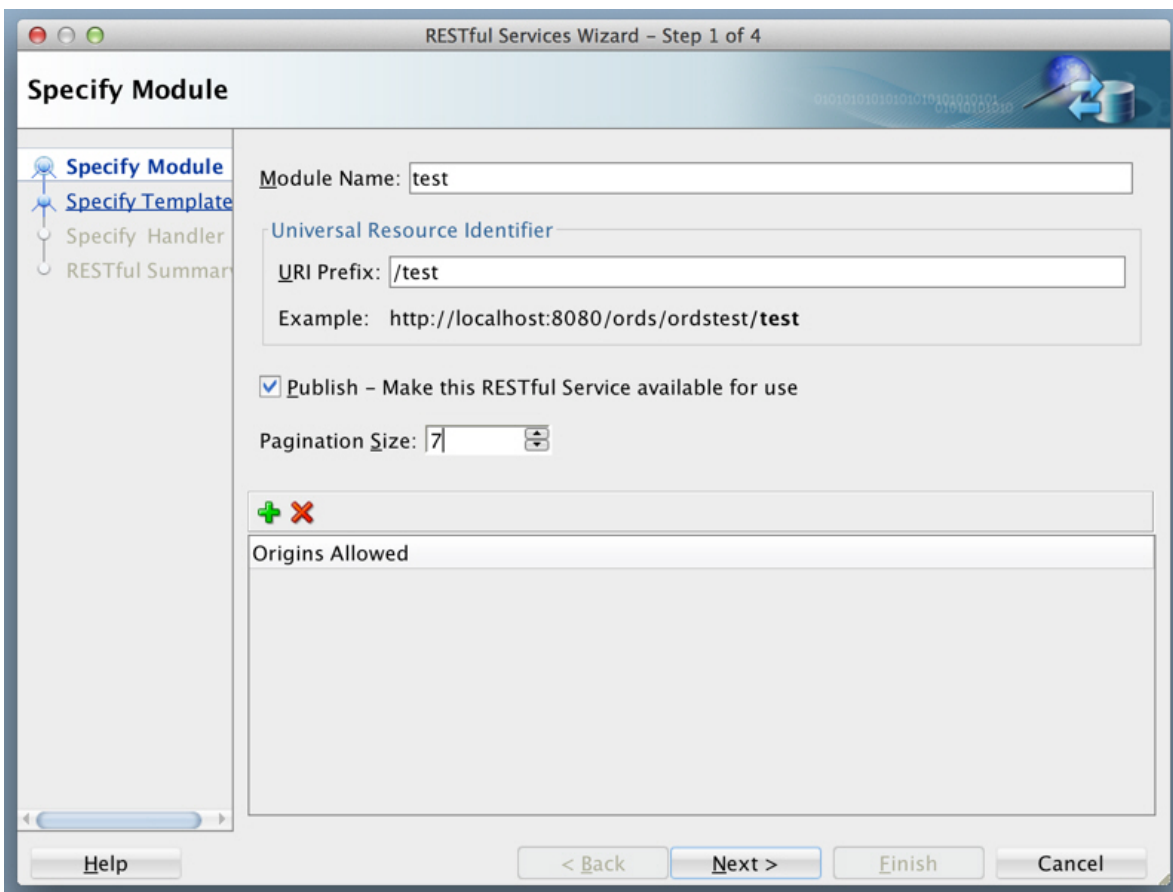 RESTful Services Wizard – Step 1 of 4
Specify Module
Specify Module
Specify Template
Specify Handler
RESTful Summary
Module Name: test
Universal Resource Identifier
URI Prefix: /test
Example: http://localhost:8080/ords/ordstest/test
Publish – Make this RESTful Service available for use
Pagination Size: 7
Origins Allowed
Help
< Back
Next >
Finish
Cancel